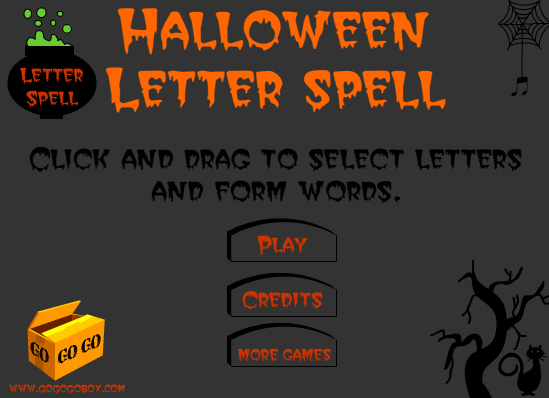 Halloween
Letter Spell
Letter
Spell
Click and drag to select letters
and form words.
Play
Credits
More games
GO GO GO
www.gogogobox.com